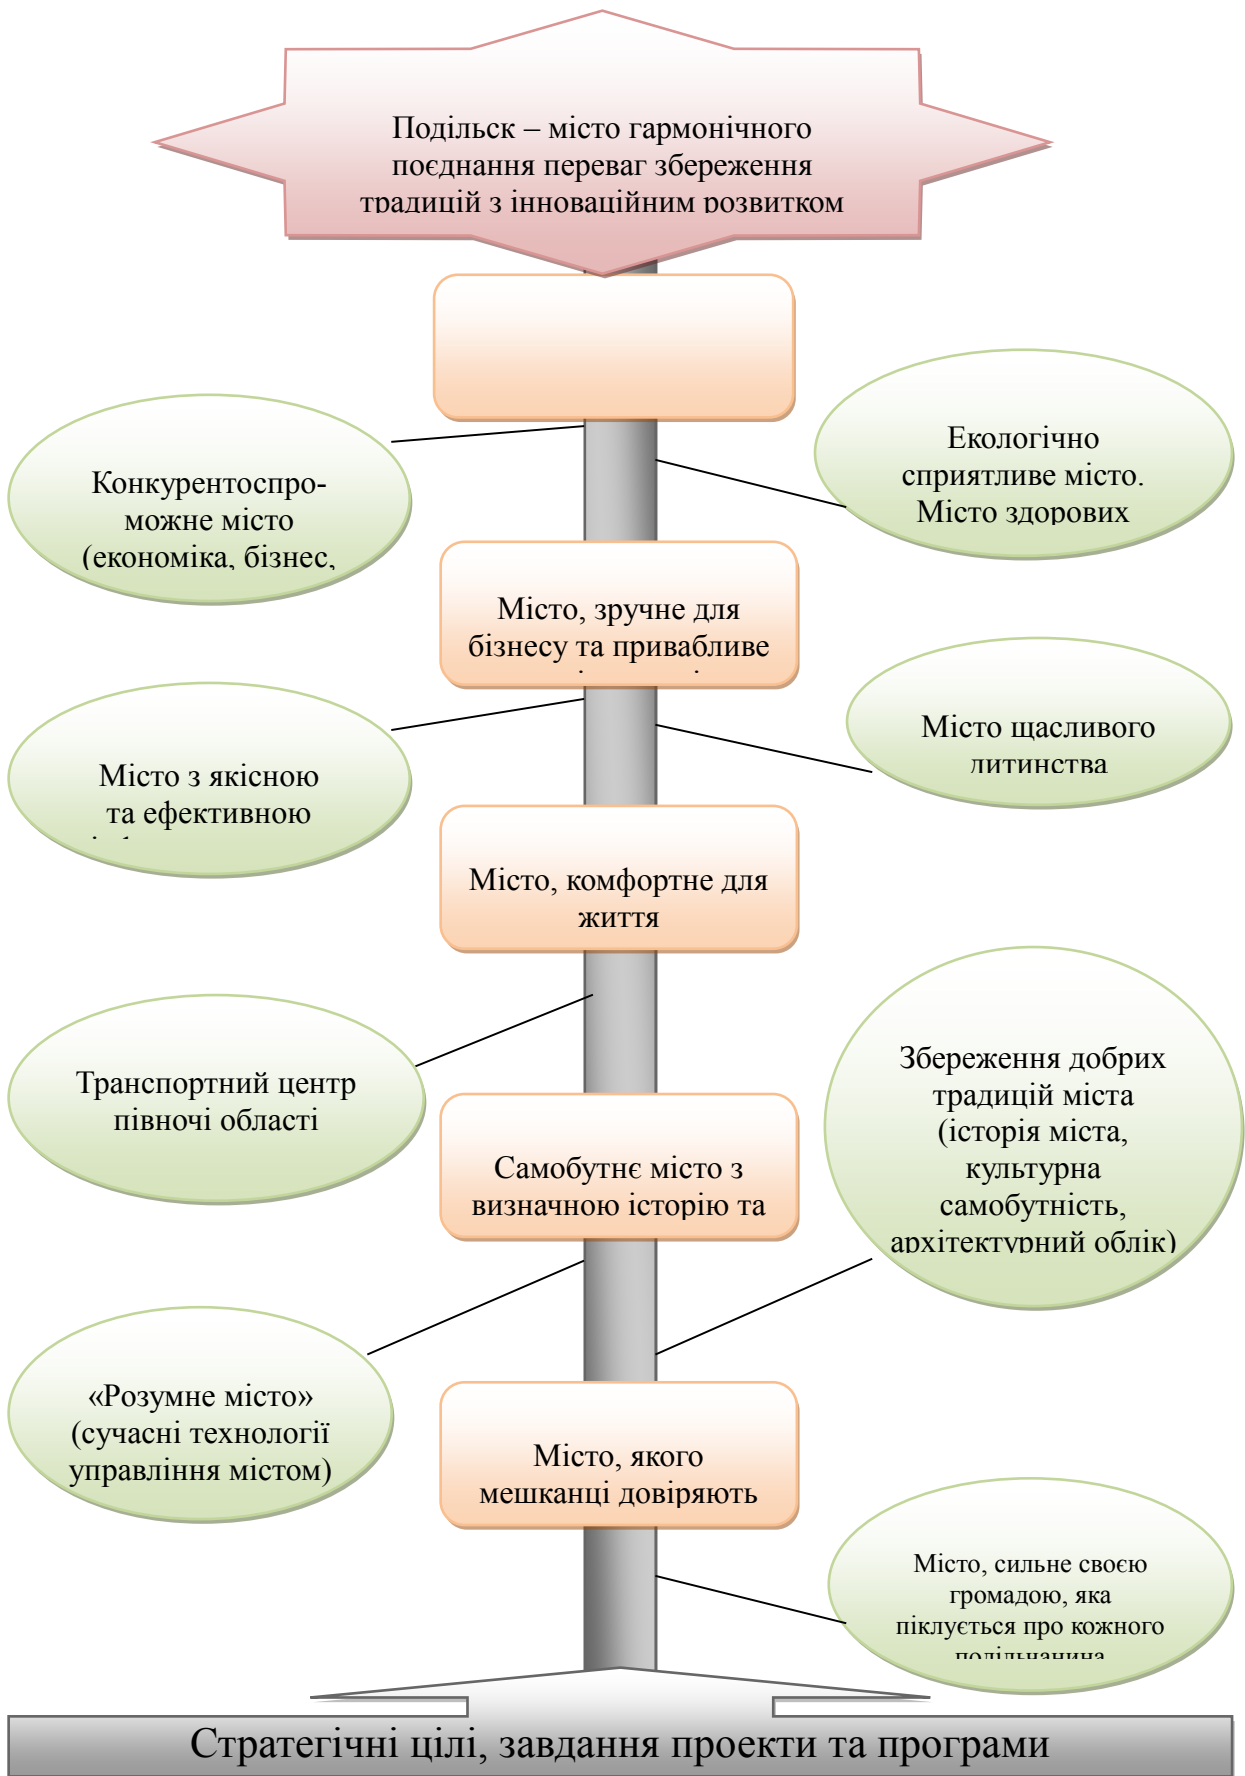 Подільск – місто гармонічного
поєднання переваг збереження
традицій з інноваційним розвитком
Екологічно
сприятливе місто.
Місто здорових
Конкурентоспро-
можне місто
(економіка, бізнес,
Місто, зручне для
бізнесу та привабливе
Місто щасливого
дитинства
Місто з якісною
та ефективною
Місто, комфортне для
життя
Збереження добрих
традицій міста
(історія міста,
культурна
самобутність,
архітектурний облік)
Транспортний центр
півночі області
Самобутнє місто з
визначною історію та
«Розумне місто»
(сучасні технології
управління містом)
Місто, якого
мешканці довіряють
Місто, сильне своєю
громадою, яка
піклується про кожного
подільчанина
Стратегічні цілі, завдання проекти та програми